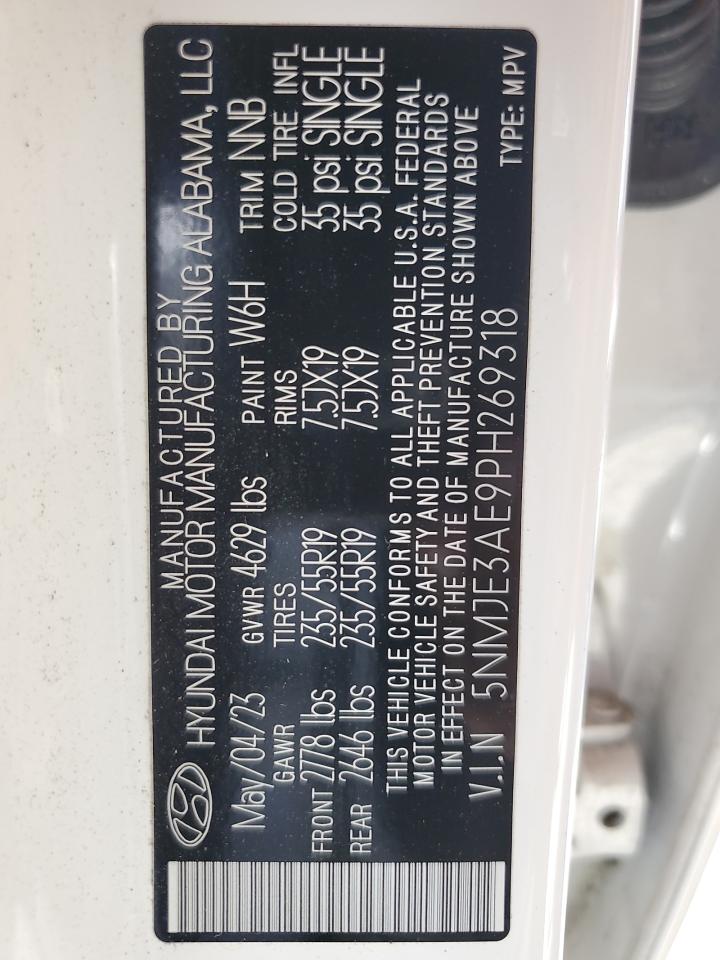 MANUFACTURED BY
HYUNDAI MOTOR MANUFACTURING ALABAMA, LLC
May/04/23 GVWR 4629 lbs PAINT W6H TRIM NNB
GAWR TIRES RIMS COLD TIRE INFL
FRONT 2778 lbs 235/55R19 7.5JX19 35 psi SINGLE
REAR 2646 lbs 235/55R19 7.5JX19 35 psi SINGLE
THIS VEHICLE CONFORMS TO ALL APPLICABLE U.S.A. FEDERAL
MOTOR VEHICLE SAFETY AND THEFT PREVENTION STANDARDS
IN EFFECT ON THE DATE OF MANUFACTURE SHOWN ABOVE
V.I.N 5NMJE3AE9PH269318 TYPE: MPV